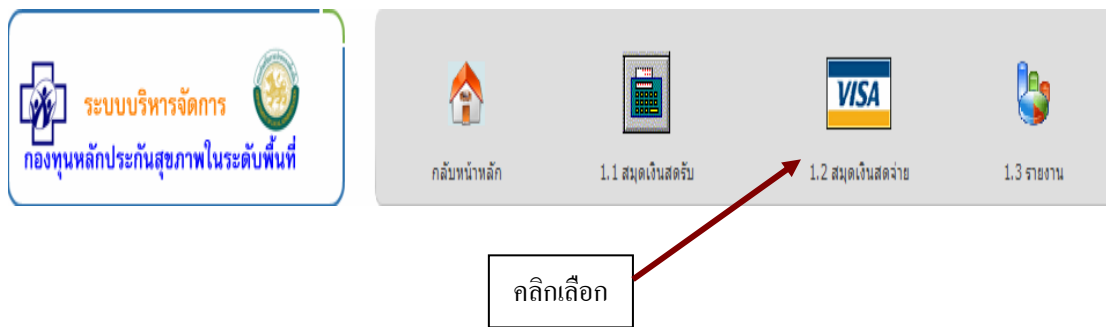 ระบบบริหารจัดการ
กองทุนหลักประกันสุขภาพในระดับพื้นที่
VISA
กลับหน้าหลัก
1.1 สมุดเงินสดรับ
1.2 สมุดเงินสดจ่าย
1.3 รายงาน
คลิกเลือก